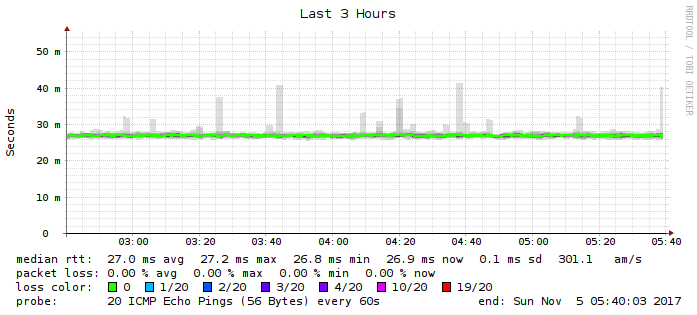 Last 3 Hours
RRDTOOL / TOBI OETIKER
Seconds
50 m
40 m
30 m
20 m
10 m
0
03:00 03:20 03:40 04:00 04:20 04:40 05:00 05:20 05:40
median rtt: 27.0 ms avg 27.2 ms max 26.8 ms min 26.9 ms now 0.1 ms sd 301.1 am/s
packet loss: 0.00 % avg 0.00 % max 0.00 % min 0.00 % now
loss color: 0 1/20 2/20 3/20 4/20 10/20 19/20
probe: 20 ICMP Echo Pings (56 Bytes) every 60s end: Sun Nov 5 05:40:03 2017